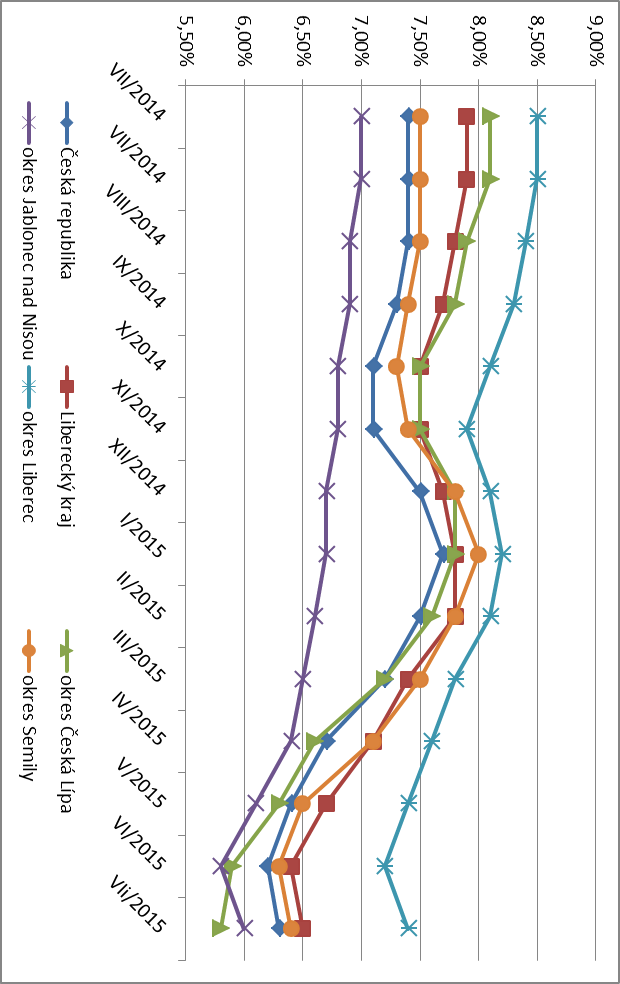 9,00%
8,50%
8,00%
7,50%
7,00%
6,50%
6,00%
5,50%
VII/2014
VII/2014
VIII/2014
IX/2014
X/2014
XI/2014
XII/2014
I/2015
II/2015
III/2015
IV/2015
V/2015
VI/2015
VIi/2015
Česká republika
Liberecký kraj
okres Česká Lípa
okres Jablonec nad Nisou
okres Liberec
okres Semily